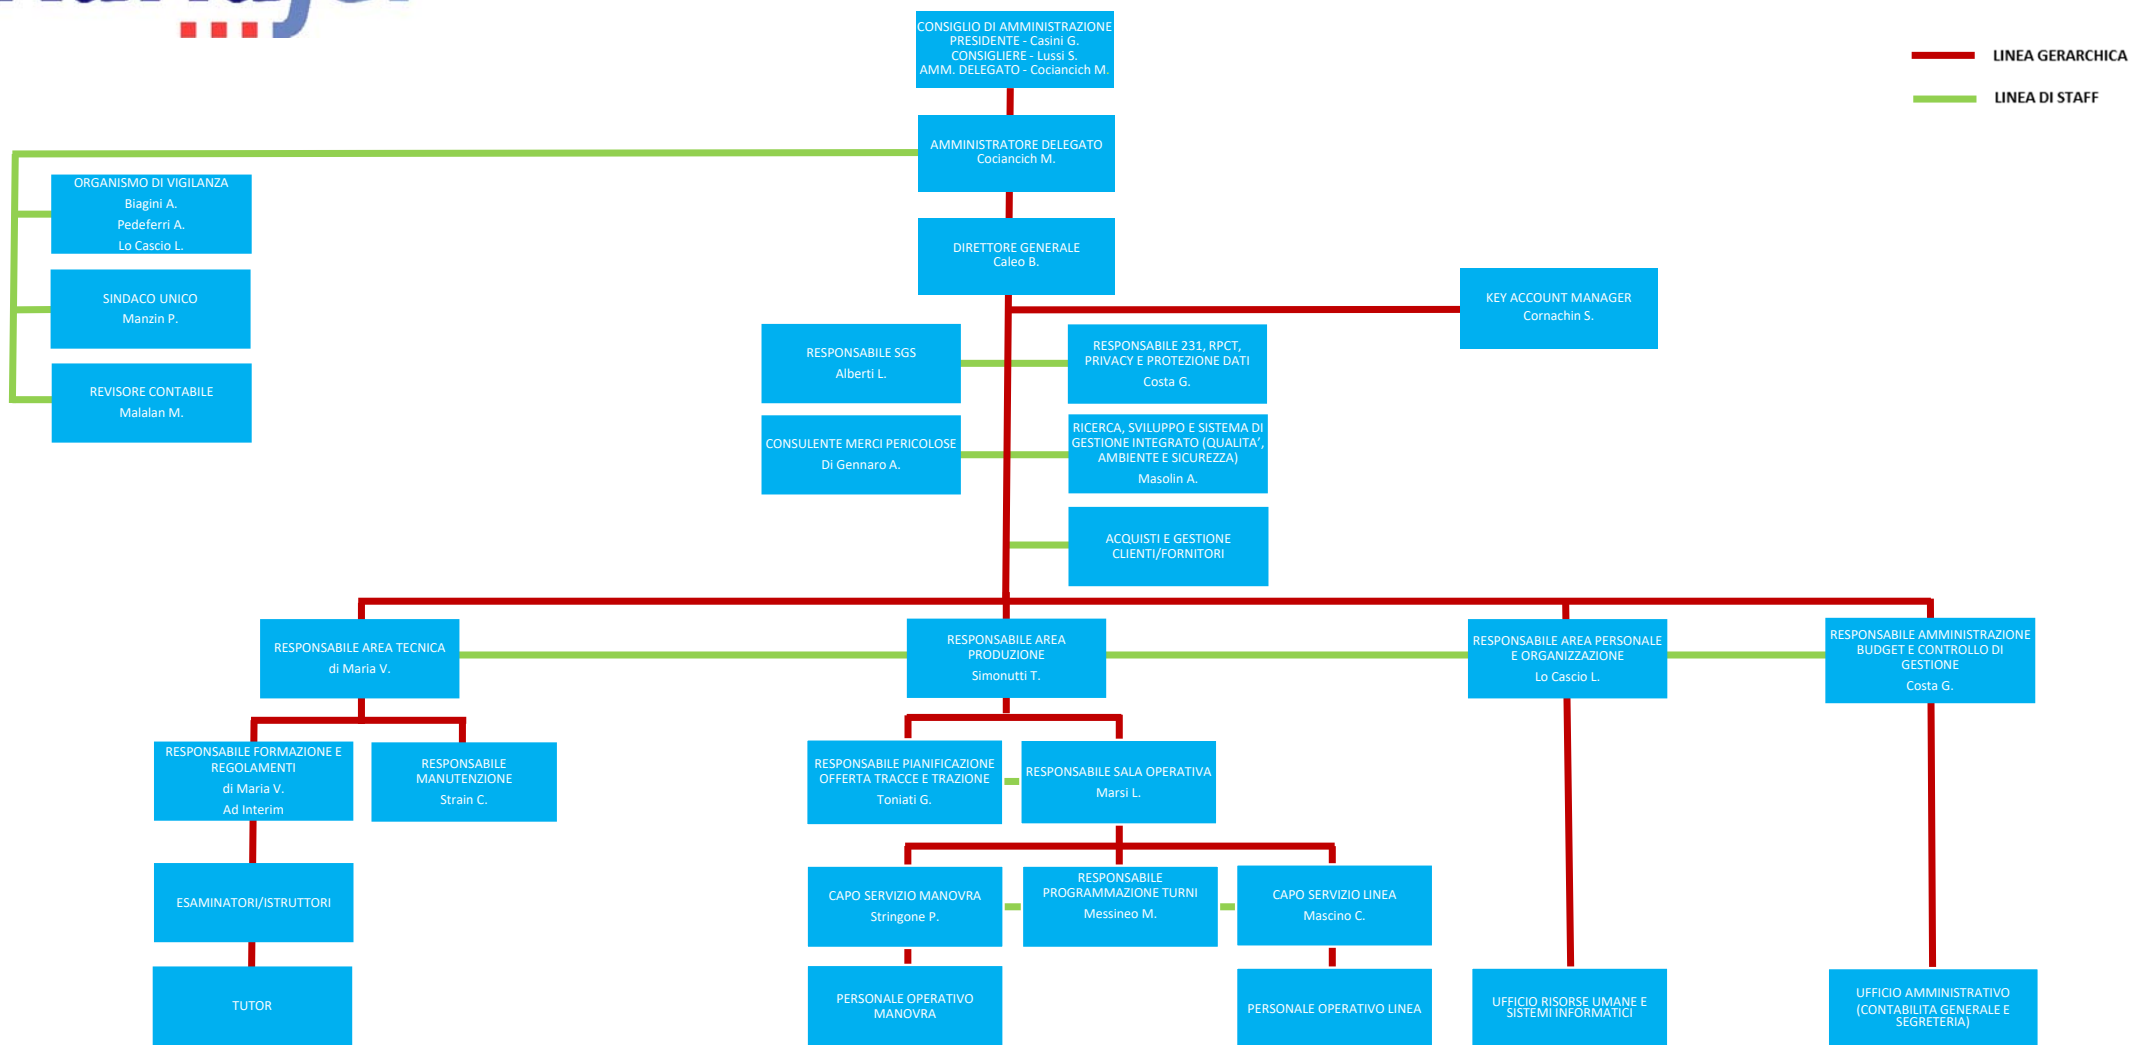 CONSIGLIO DI AMMINISTRAZIONE
PRESIDENTE - Casini G.
CONSIGLIERE - Lussi S.
AMM. DELEGATO - Cociancich M.
LINEA GERARCHICA
LINEA DI STAFF
AMMINISTRATORE DELEGATO
Cociancich M.
ORGANISMO DI VIGILANZA
Biagini A.
Pedeferri A.
Lo Cascio L.
DIRETTORE GENERALE
Caleo B.
SINDACO UNICO
Manzin P.
KEY ACCOUNT MANAGER
Cornachin S.
RESPONSABILE SGS
Alberti L.
RESPONSABILE 231, RPCT,
PRIVACY E PROTEZIONE DATI
Costa G.
REVISORE CONTABILE
Malalan M.
CONSULENTE MERCI PERICOLOSE
Di Gennaro A.
RICERCA, SVILUPPO E SISTEMA DI
GESTIONE INTEGRATO (QUALITA’,
AMBIENTE E SICUREZZA)
Masolin A.
ACQUISTI E GESTIONE
CLIENTI/FORNITORI
RESPONSABILE AREA TECNICA
di Maria V.
RESPONSABILE AREA
PRODUZIONE
Simonutti T.
RESPONSABILE AREA PERSONALE
E ORGANIZZAZIONE
Lo Cascio L.
RESPONSABILE AMMINISTRAZIONE
BUDGET E CONTROLLO DI
GESTIONE
Costa G.
RESPONSABILE FORMAZIONE E
REGOLAMENTI
di Maria V.
Ad Interim
RESPONSABILE
MANUTENZIONE
Strain C.
RESPONSABILE PIANIFICAZIONE
OFFERTA TRACCE E TRAZIONE
Toniati G.
RESPONSABILE SALA OPERATIVA
Marsi L.
ESAMINATORI/ISTRUTTORI
CAPO SERVIZIO MANOVRA
Stringone P.
RESPONSABILE
PROGRAMMAZIONE TURNI
Messineo M.
CAPO SERVIZIO LINEA
Mascino C.
TUTOR
PERSONALE OPERATIVO
MANOVRA
PERSONALE OPERATIVO LINEA
UFFICIO RISORSE UMANE E
SISTEMI INFORMATICI
UFFICIO AMMINISTRATIVO
(CONTABILITA GENERALE E
SEGRETERIA)